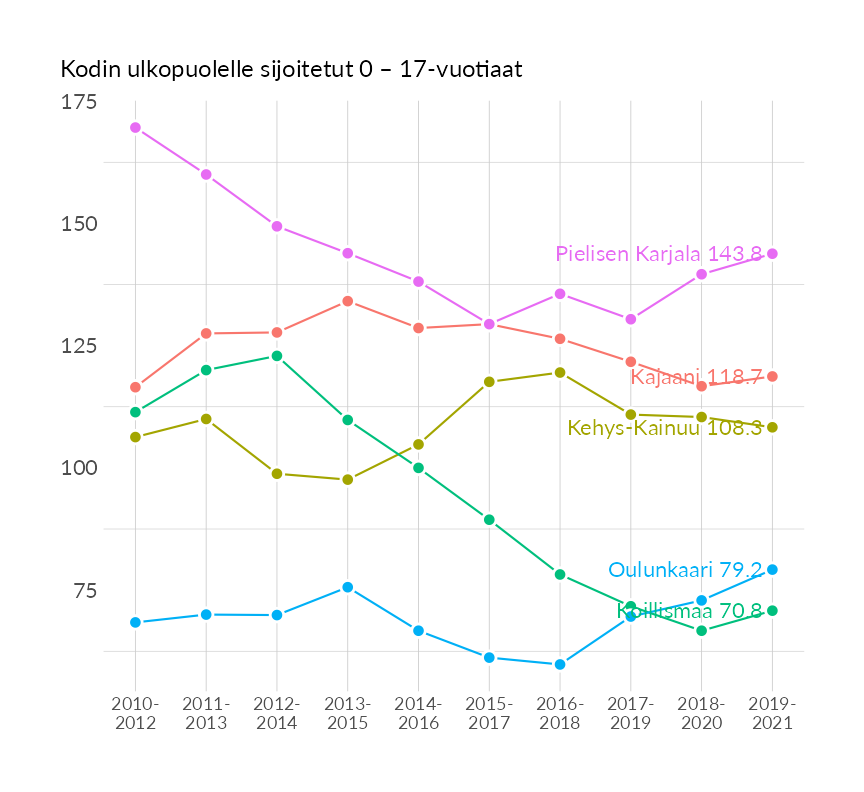 Kodin ulkopuolelle sijoitetut 0 – 17-vuotiaat
175
150
125
100
75
Pielisen Karjala 143.8
Kajaani 118.7
Kehys-Kainuu 108.3
Oulunkaari 79.2
Koillismaa 70.8
2010- 2011- 2012- 2013- 2014- 2015- 2016- 2017- 2018- 2019-
2012 2013 2014 2015 2016 2017 2018 2019 2020 2021